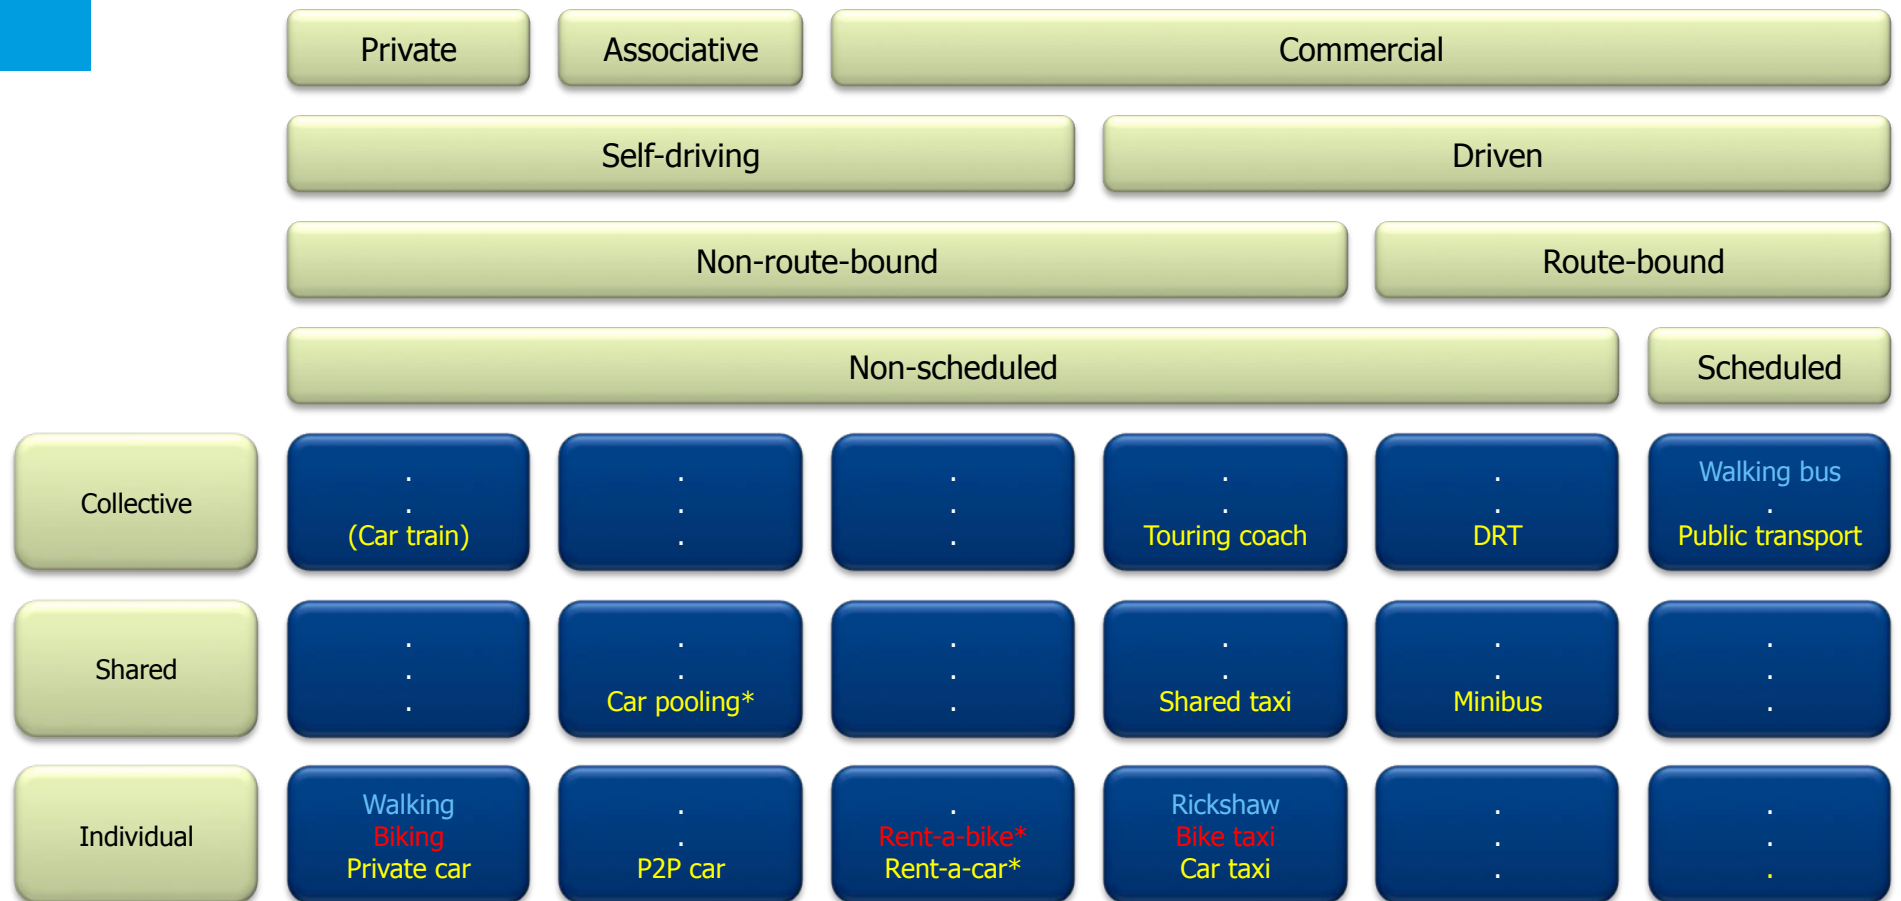 Private Associative Commercial
Self-driving Driven
Non-route-bound Route-bound
Non-scheduled Scheduled
Collective
. . . . . Walking bus
. . . . . .
(Car train) . . Touring coach DRT Public transport
Shared
. . . . . .
. . . . . .
. Car pooling* . Shared taxi Minibus .
Individual
Walking . . Rickshaw . .
Biking . Rent-a-bike* Bike taxi . .
Private car P2P car Rent-a-car* Car taxi . .